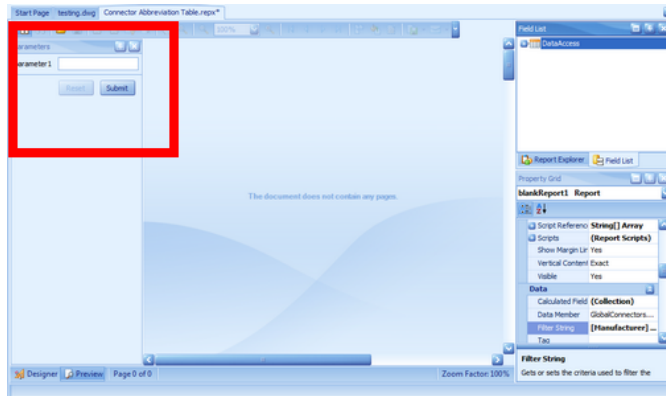 Start Page testing.dwg Connector Abbreviation Table.repx*
100%
Parameters
Parameter1
Reset Submit
The document does not contain any pages.
Field List
DataAccess
Report Explorer Field List
Property Grid
blankReport1 Report
Script Referenc String[] Array
Scripts (Report Scripts)
Show Margin Lir Yes
Vertical Content Exact
Visible Yes
Data
Calculated Field (Collection)
Data Member GlobalConnectors....
Filter String [Manufacturer] ...
Tag
Filter String
Gets or sets the criteria used to filter the
Designer Preview Page 0 of 0 Zoom Factor: 100%